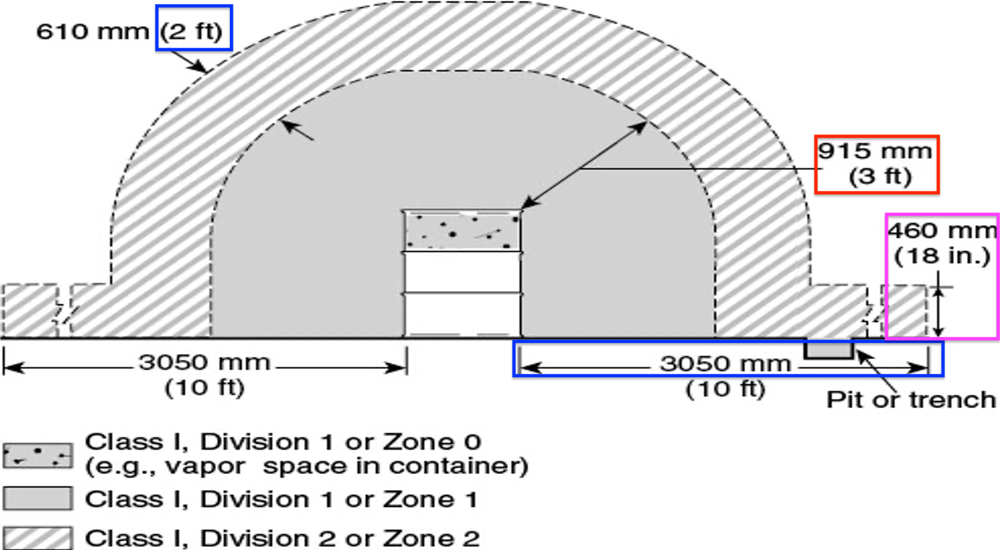 610 mm (2 ft)
915 mm
(3 ft)
460 mm
(18 in.)
3050 mm
(10 ft)
3050 mm
(10 ft)
Pit or trench
Class I, Division 1 or Zone 0
(e.g., vapor space in container)
Class I, Division 1 or Zone 1
Class I, Division 2 or Zone 2